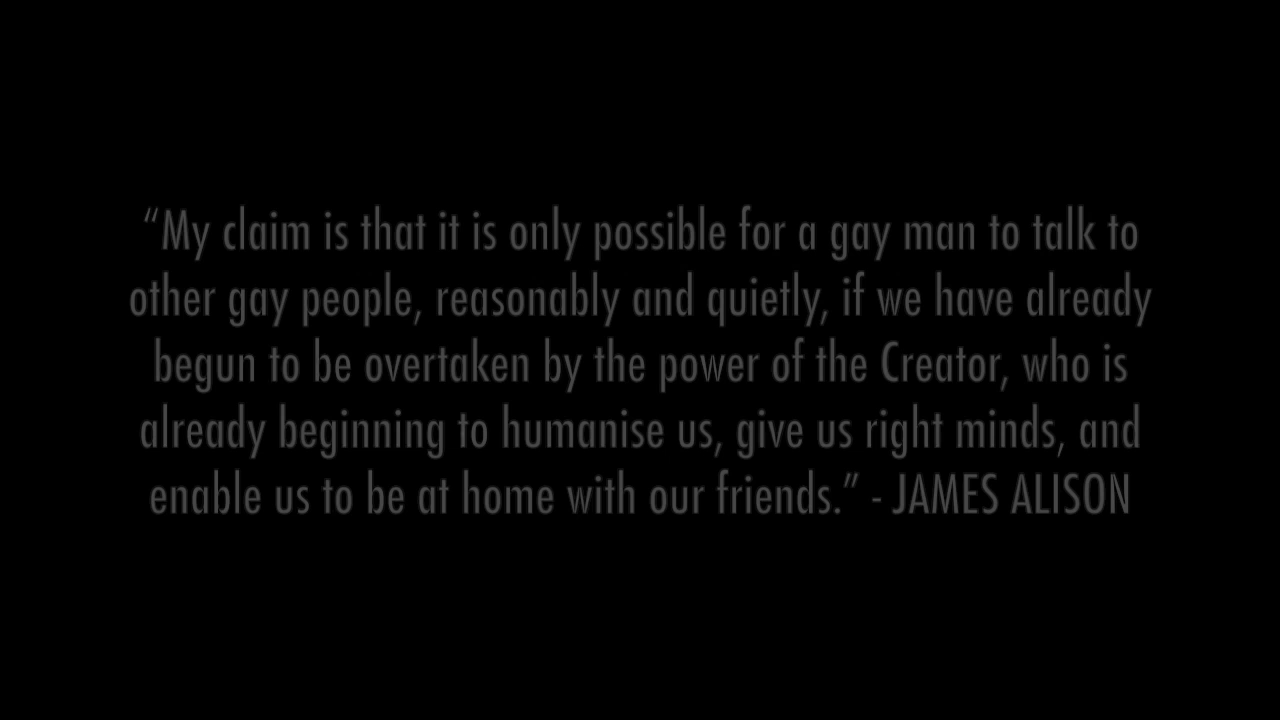 “My claim is that it is only possible for a gay man to talk to
other gay people, reasonably and quietly, if we have already
begun to be overtaken by the power of the Creator, who is
already beginning to humanise us, give us right minds, and
enable us to be at home with our friends.” - JAMES ALISON